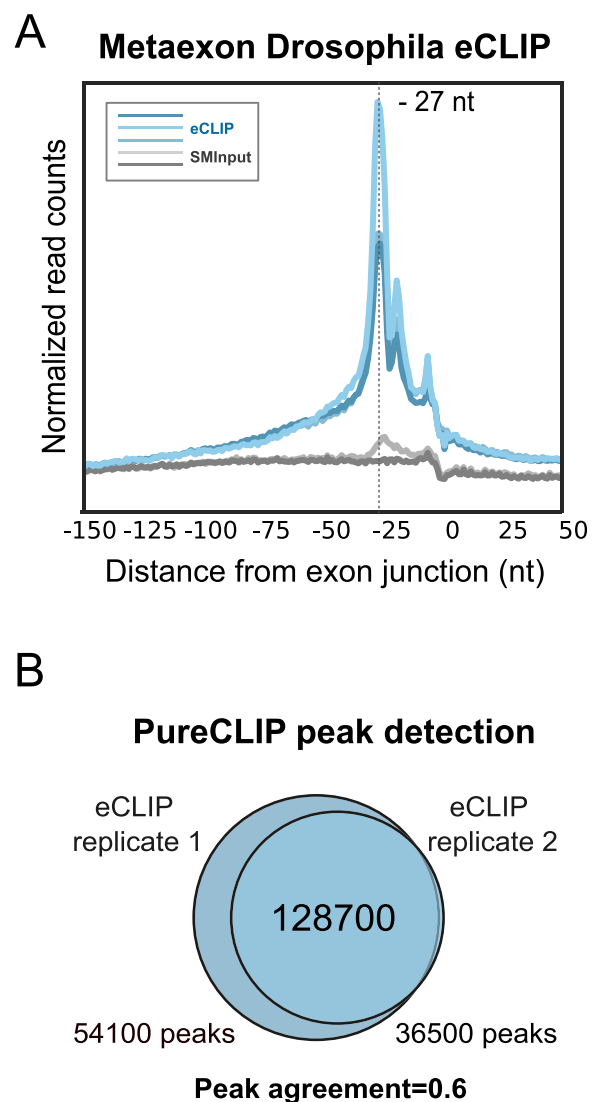 A
Metaexon Drosophila eCLIP
- 27 nt
eCLIP
SMInput
Normalized read counts
-150 -125 -100 -75 -50 -25 0 25 50
Distance from exon junction (nt)
B
PureCLIP peak detection
eCLIP
replicate 1
eCLIP
replicate 2
128700
54100 peaks
36500 peaks
Peak agreement=0.6